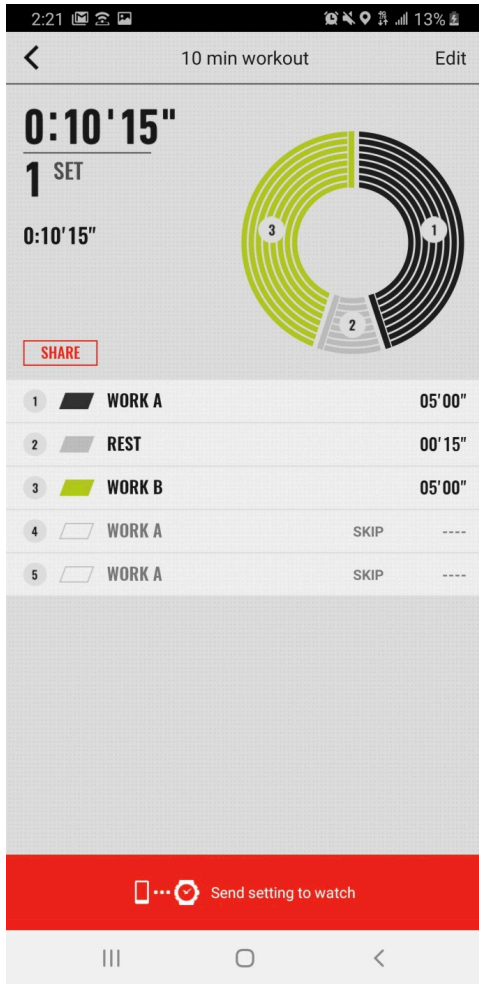 2:21 13%
10 min workout Edit
0:10'15"
1 SET
0:10'15"
3 1
2
SHARE
1 WORK A 05'00"
2 REST 00'15"
3 WORK B 05'00"
4 WORK A SKIP ----
5 WORK A SKIP ----
Send setting to watch